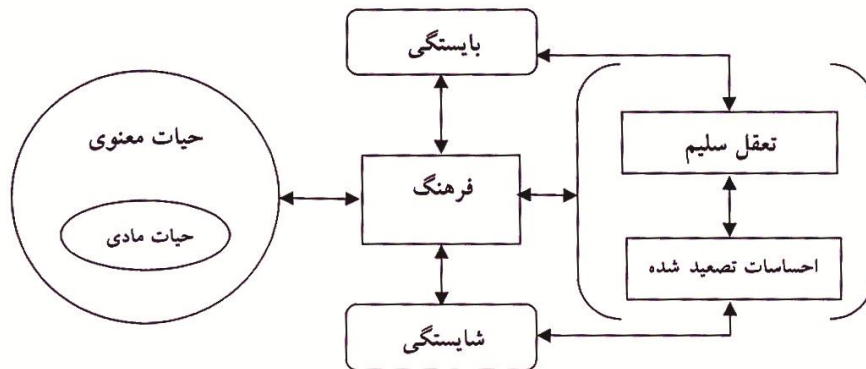 بایستگی
تعقل سلیم
حیات معنوی
فرهنگ
حیات مادی
احساسات تصعید شده
شایستگی